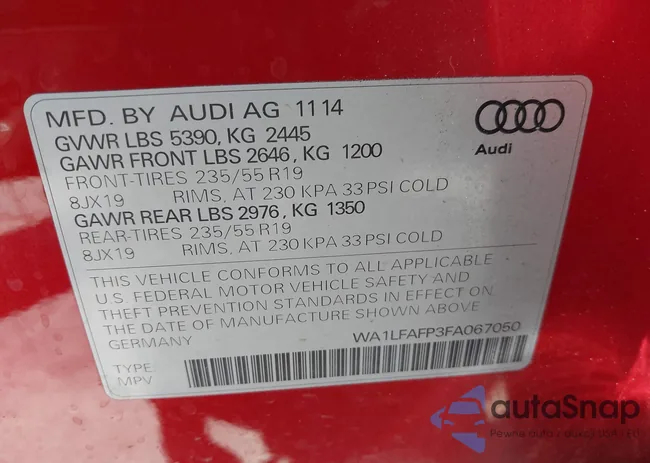 MFD. BY AUDI AG 11 14
GVWR LBS 5390, KG 2445
GAWR FRONT LBS 2646, KG 1200
FRONT-TIRES 235/55 R19
8JX19 RIMS, AT 230 KPA 33 PSI COLD
GAWR REAR LBS 2976, KG 1350
REAR-TIRES 235/55 R19
8JX19 RIMS, AT 230 KPA 33 PSI COLD
Audi
THIS VEHICLE CONFORMS TO ALL APPLICABLE
U.S. FEDERAL MOTOR VEHICLE SAFETY AND
THEFT PREVENTION STANDARDS IN EFFECT ON
THE DATE OF MANUFACTURE SHOWN ABOVE
GERMANY
WA1LFAFP3FA067050
TYPE:
MPV
autaSnap
Pewne auta z aukcji